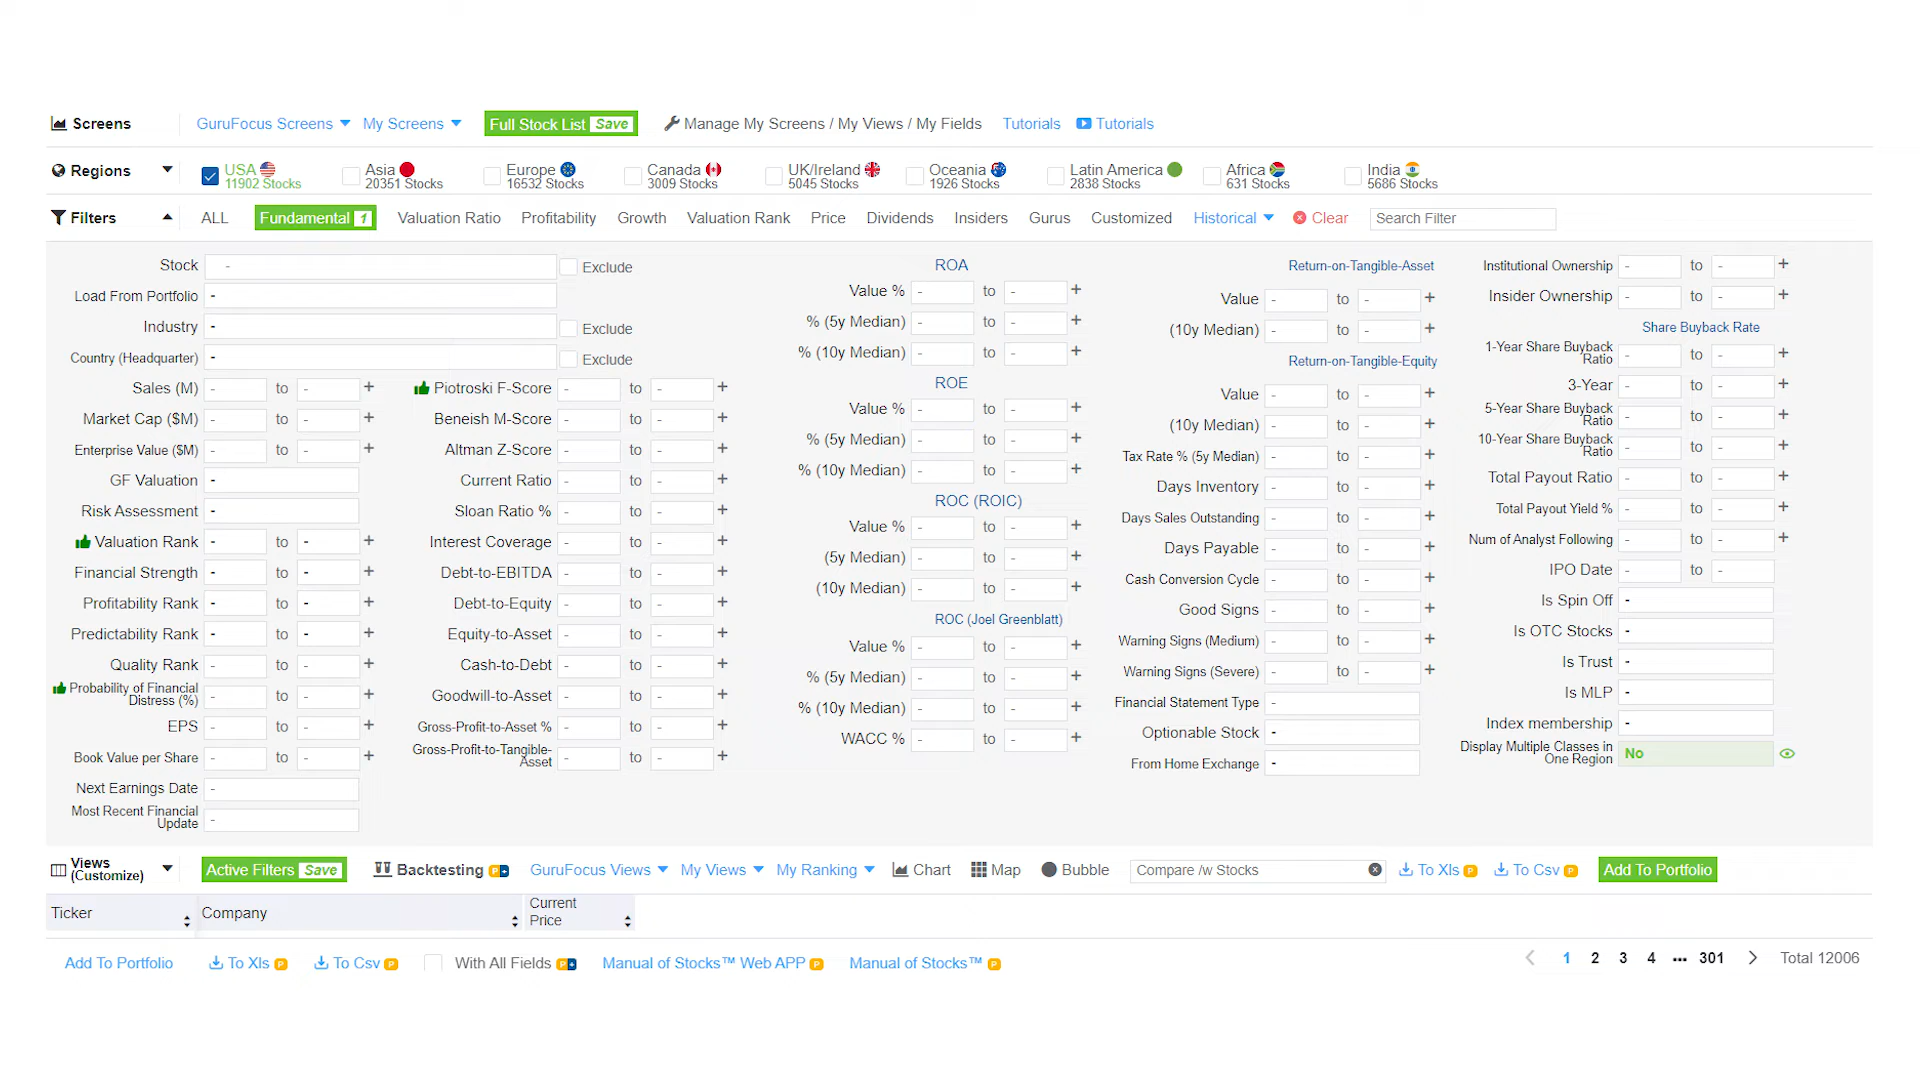 Screens GuruFocus Screens My Screens Full Stock List Save Manage My Screens / My Views / My Fields Tutorials Tutorials
Regions USA 11902 Stocks Asia 20351 Stocks Europe 16532 Stocks Canada 3009 Stocks UK/Ireland 5045 Stocks Oceania 1926 Stocks Latin America 2838 Stocks Africa 631 Stocks India 5686 Stocks
Filters ALL Fundamental 1 Valuation Ratio Profitability Growth Valuation Rank Price Dividends Insiders Gurus Customized Historical Clear Search Filter
Stock - Exclude
Load From Portfolio -
Industry - Exclude
Country (Headquarter) - Exclude
Sales (M) - to - +
Market Cap ($M) - to - +
Enterprise Value ($M) - to - +
GF Valuation -
Risk Assessment -
Valuation Rank - to - +
Financial Strength - to - +
Profitability Rank - to - +
Predictability Rank - to - +
Quality Rank - to - +
Probability of Financial
Distress (%) - to - +
EPS - to - +
Book Value per Share - to - +
Next Earnings Date -
Most Recent Financial
Update -
Piotroski F-Score - to - +
Beneish M-Score - to - +
Altman Z-Score - to - +
Current Ratio - to - +
Sloan Ratio % - to - +
Interest Coverage - to - +
Debt-to-EBITDA - to - +
Debt-to-Equity - to - +
Equity-to-Asset - to - +
Cash-to-Debt - to - +
Goodwill-to-Asset - to - +
Gross-Profit-to-Asset % - to - +
Gross-Profit-to-Tangible-
Asset - to - +
ROA
Value % - to - +
% (5y Median) - to - +
% (10y Median) - to - +
ROE
Value % - to - +
% (5y Median) - to - +
% (10y Median) - to - +
ROC (ROIC)
Value % - to - +
(5y Median) - to - +
(10y Median) - to - +
ROC (Joel Greenblatt)
Value % - to - +
% (5y Median) - to - +
% (10y Median) - to - +
WACC % - to - +
Return-on-Tangible-Asset
Value - to - +
(10y Median) - to - +
Return-on-Tangible-Equity
Value - to - +
(10y Median) - to - +
Tax Rate % (5y Median) - to - +
Days Inventory - to - +
Days Sales Outstanding - to - +
Days Payable - to - +
Cash Conversion Cycle - to - +
Good Signs - to - +
Warning Signs (Medium) - to - +
Warning Signs (Severe) - to - +
Financial Statement Type -
Optionable Stock -
From Home Exchange -
Institutional Ownership - to - +
Insider Ownership - to - +
Share Buyback Rate
1-Year Share Buyback
Ratio - to - +
3-Year - to - +
5-Year Share Buyback
Ratio - to - +
10-Year Share Buyback
Ratio - to - +
Total Payout Ratio - to - +
Total Payout Yield % - to - +
Num of Analyst Following - to - +
IPO Date - to -
Is Spin Off -
Is OTC Stocks -
Is Trust -
Is MLP -
Index membership -
Display Multiple Classes in
One Region No
Views
(Customize) Active Filters Save Backtesting P+ GuruFocus Views My Views My Ranking Chart Map Bubble Compare /w Stocks To Xls P To Csv P Add To Portfolio
Ticker Company Current
Price
Add To Portfolio To Xls P To Csv P With All Fields P+ Manual of Stocks™ Web APP P Manual of Stocks™ P 1 2 3 4 ... 301 Total 12006